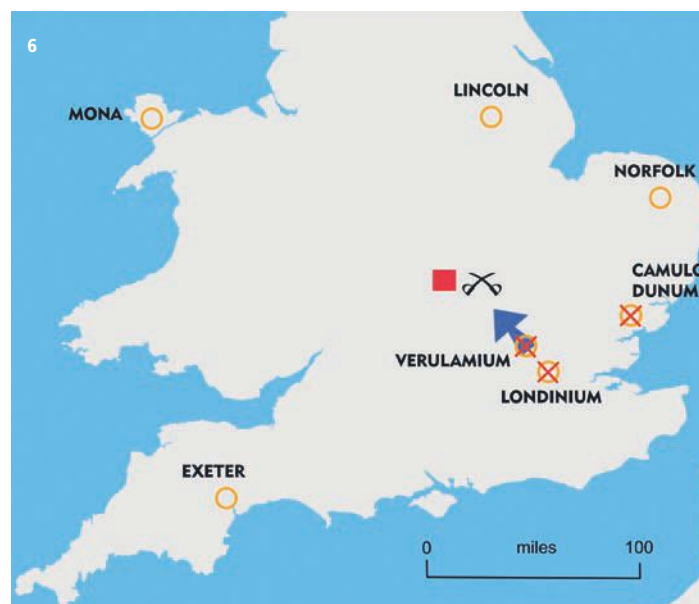 6
LINCOLN
MONA
NORFOLK
CAMULO
DUNUM
VERULAMIUM
LONDINIUM
EXETER
0 miles 100